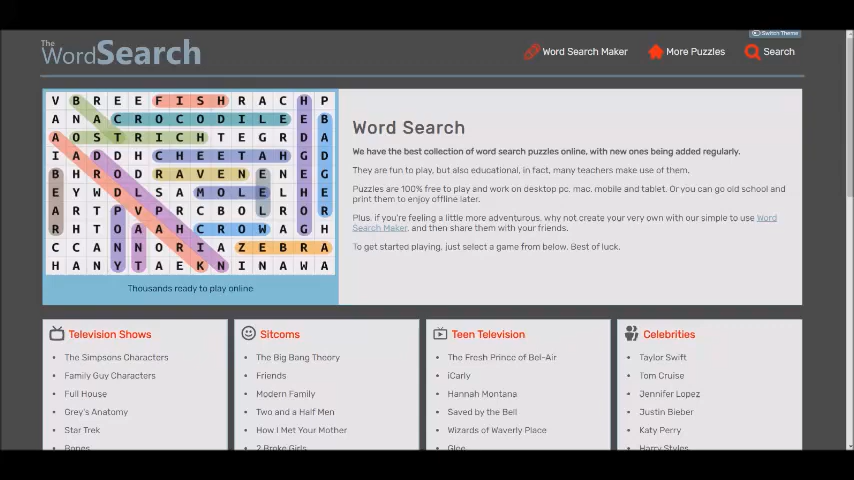 Switch Theme
The
WordSearch
Word Search Maker
More Puzzles
Search
V B R E E F I S H R A C H P
A N A C R O C O D I L E E B
A O S T R I C H T E G R D A
I A D D H C H E E T A H G D
B H R O D R A V E N E N E G
E Y W D L S A M O L E L H E
A R T P V P R C B O L R O R
R H T O A A H C R O W A G H
C C A N N O R I A Z E B R A
H A N Y T A E K N I N A W A
Thousands ready to play online
Word Search
We have the best collection of word search puzzles online, with new ones being added regularly.
They are fun to play, but also educational, in fact, many teachers make use of them.
Puzzles are 100% free to play and work on desktop pc, mac, mobile and tablet. Or you can go old school and
print them to enjoy offline later.
Plus, if you're feeling a little more adventurous, why not create your very own with our simple to use Word
Search Maker, and then share them with your friends.
To get started playing, just select a game from below. Best of luck.
Television Shows
The Simpsons Characters
Family Guy Characters
Full House
Grey's Anatomy
Star Trek
Bones
Sitcoms
The Big Bang Theory
Friends
Modern Family
Two and a Half Men
How I Met Your Mother
2 Broke Girls
Teen Television
The Fresh Prince of Bel-Air
iCarly
Hannah Montana
Saved by the Bell
Wizards of Waverly Place
Glee
Celebrities
Taylor Swift
Tom Cruise
Jennifer Lopez
Justin Bieber
Katy Perry
Harry Styles